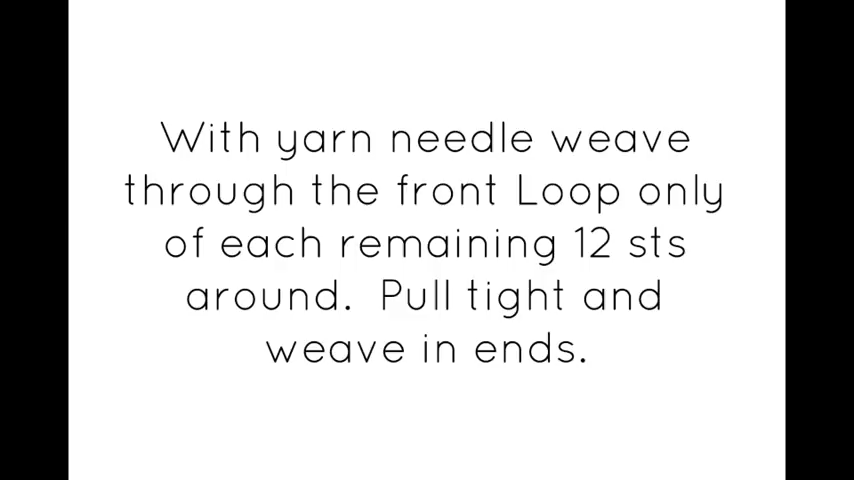 With yarn needle weave
through the front Loop only
of each remaining 12 sts
around.  Pull tight and
weave in ends.